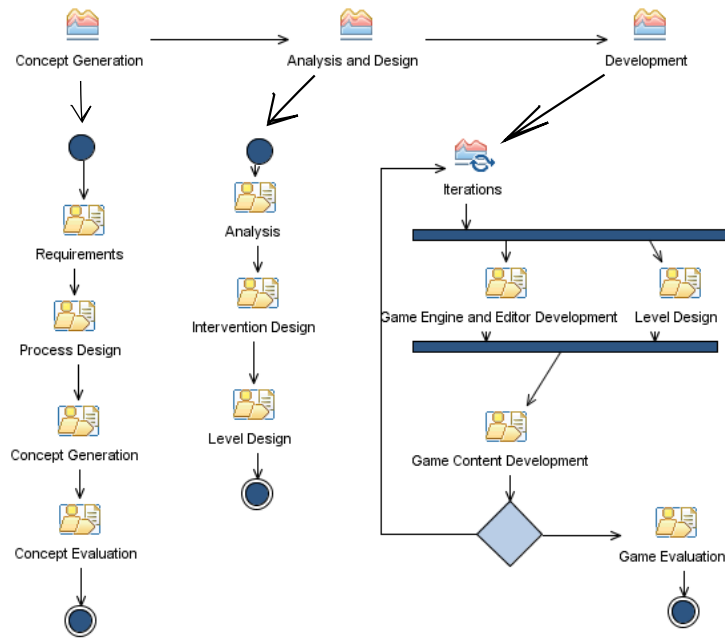 Concept Generation
Analysis and Design
Development
Requirements
Process Design
Concept Generation
Concept Evaluation
Analysis
Intervention Design
Level Design
Iterations
Game Engine and Editor Development
Level Design
Game Content Development
Game Evaluation